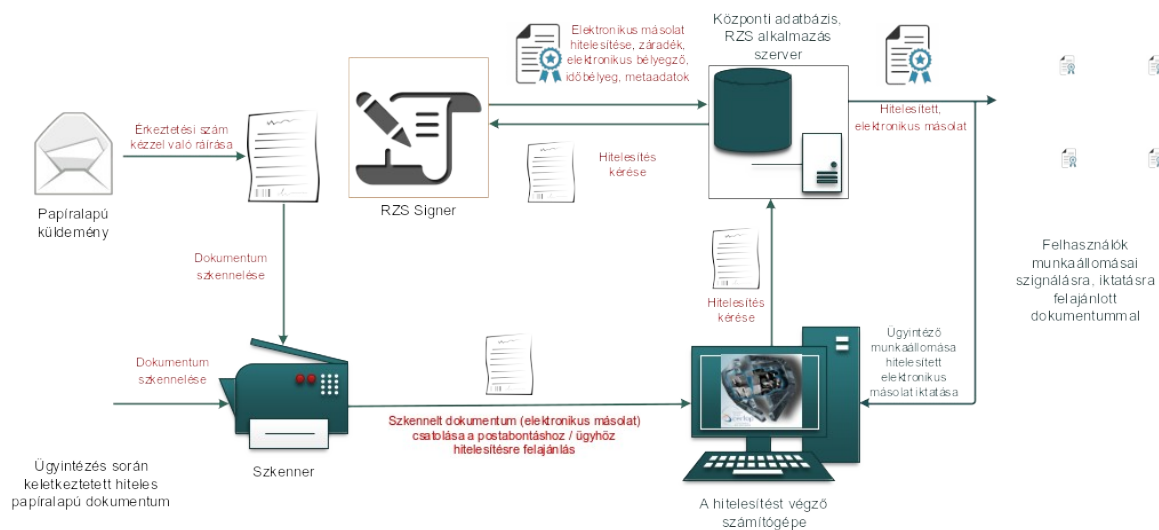 Elektronikus másolat
hitelesítése, záradék,
elektronikus bélyegző,
időbélyeg, metaadatok
Központi adatbázis,
RZS alkalmazás
szerver
Érkeztetési szám
kézzel való ráírása
Hitelesített,
elektronikus másolat
Hitelesítés
kérése
Papíralapú
küldemény
RZS Signer
Dokumentum
szkennelése
Hitelesítés
kérése
Felhasználók
munkaállomásai
szignálásra, iktatásra
felajánlott
dokumentummal
Dokumentum
szkennelése
Ügyintéző
munkaállomása
hitelesített
elektronikus
másolat iktatása
Szkennelt dokumentum (elektronikus másolat)
csatolása a postabontáshoz / ügyhöz
hitelesítésre felajánlás
Ügyintézés során
keletkeztetett hiteles
papíralapú dokumentum
Szkenner
A hitelesítést végző
számítógépe